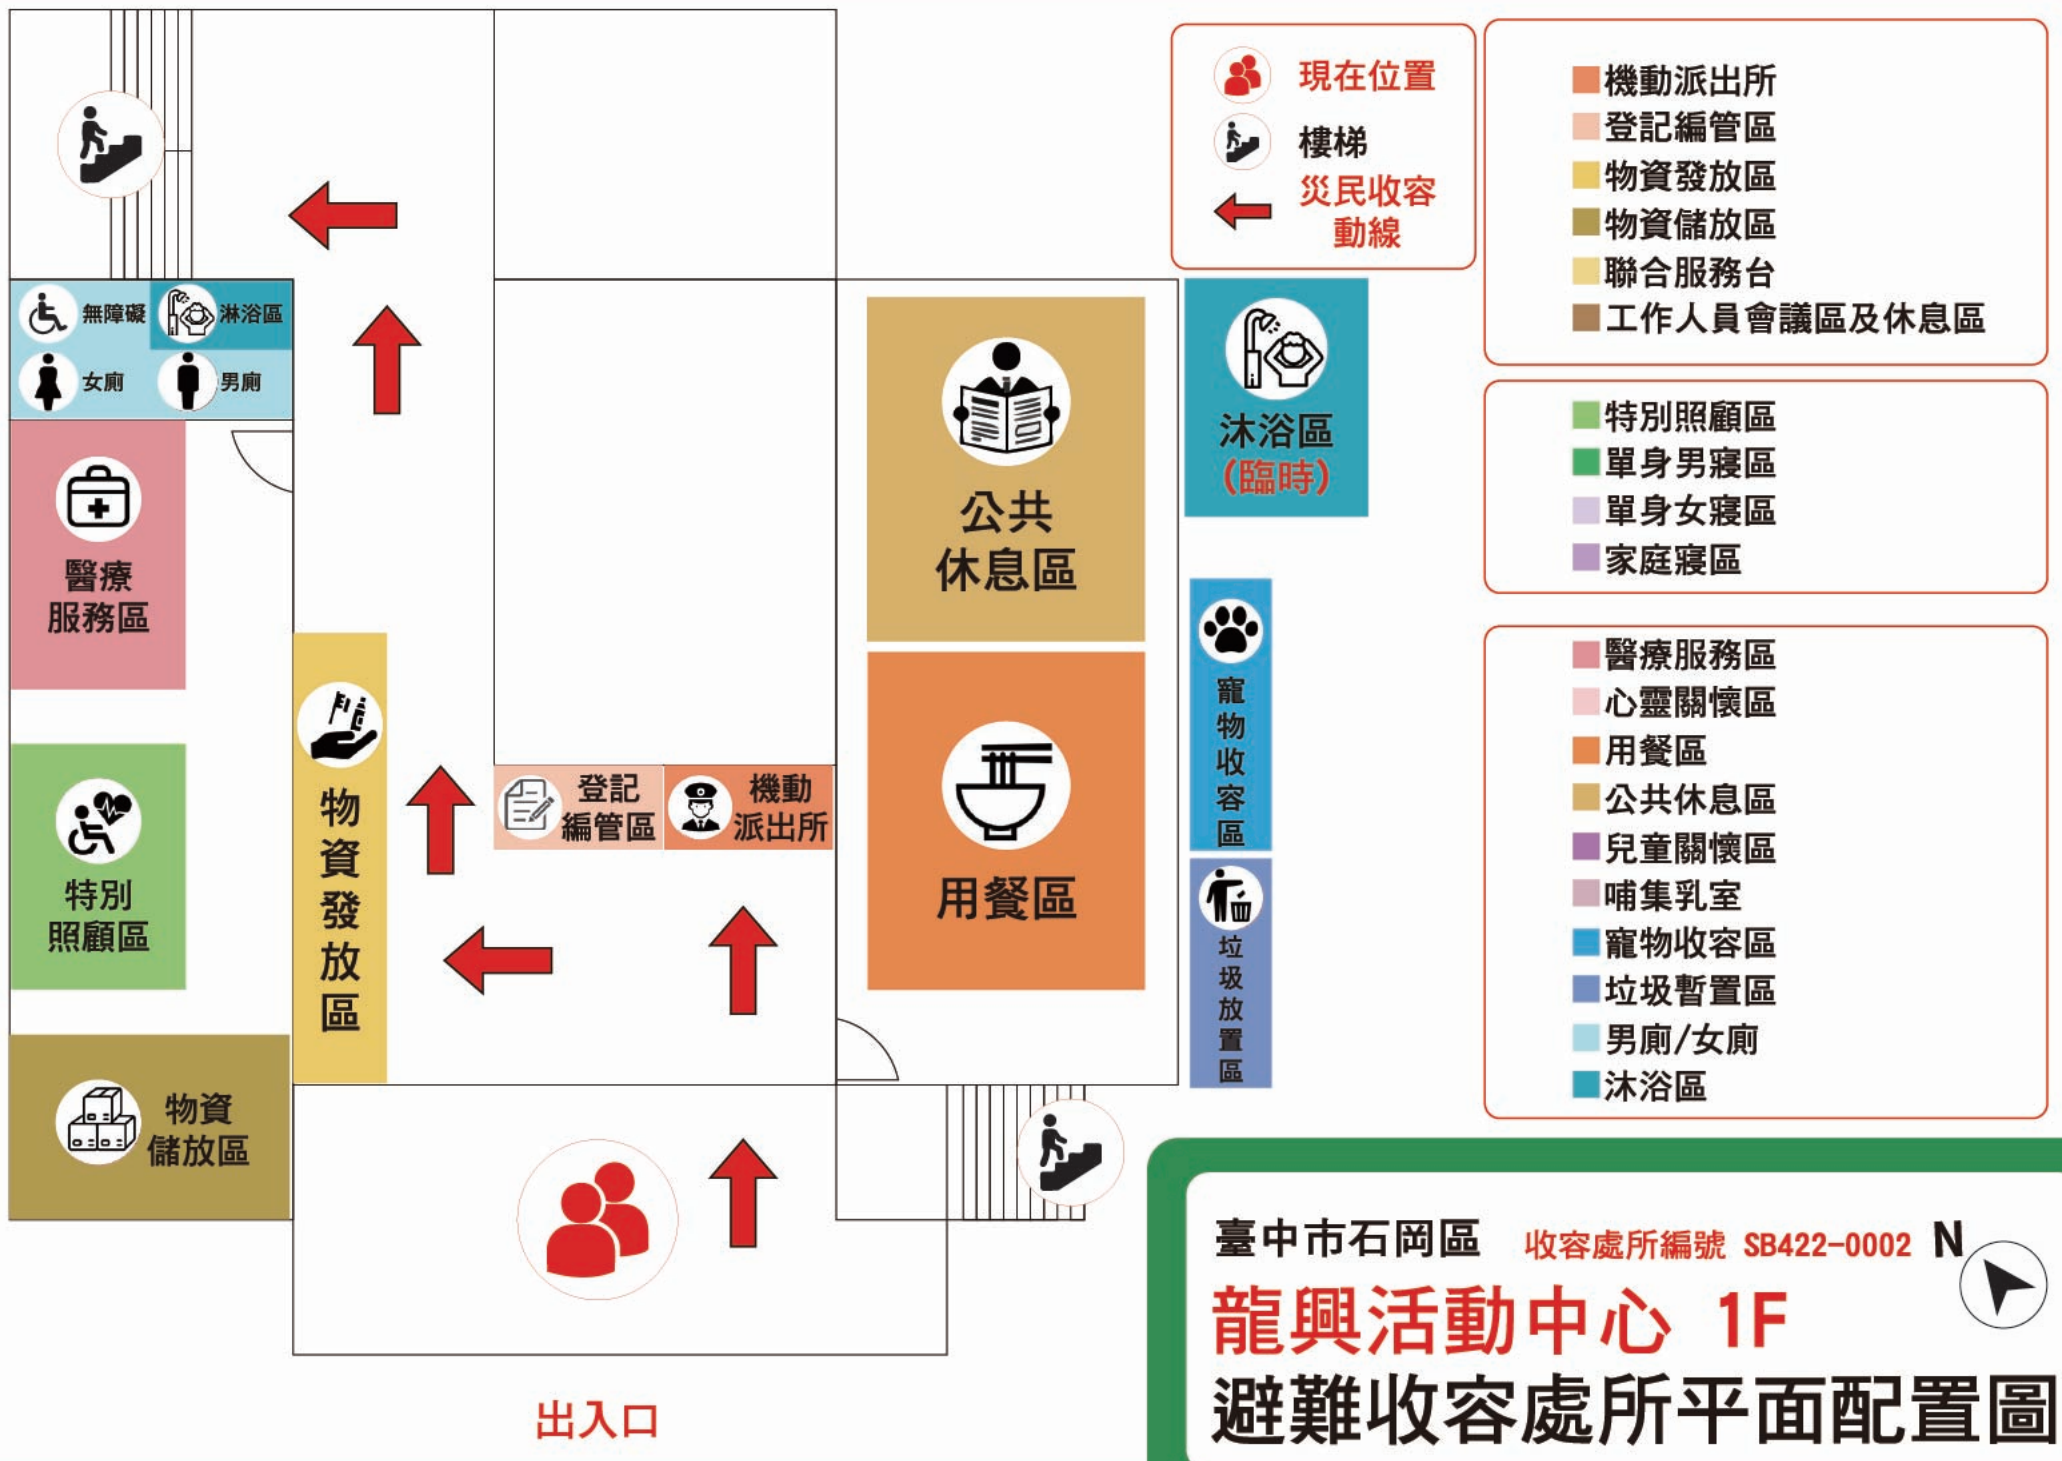 無障礙
淋浴區
女廁
男廁
醫療
服務區
特別
照顧區
物資
儲放區
物資發放區
登記
編管區
機動
派出所
公共
休息區
用餐區
沐浴區
(臨時)
寵物收容區
垃圾放置區
出入口
現在位置
樓梯
災民收容
動線
機動派出所
登記編管區
物資發放區
物資儲放區
聯合服務台
工作人員會議區及休息區
特別照顧區
單身男寢區
單身女寢區
家庭寢區
醫療服務區
心靈關懷區
用餐區
公共休息區
兒童關懷區
哺集乳室
寵物收容區
垃圾暫置區
男廁/女廁
沐浴區
臺中市石岡區 收容處所編號 SB422-0002 N
龍興活動中心 1F
避難收容處所平面配置圖